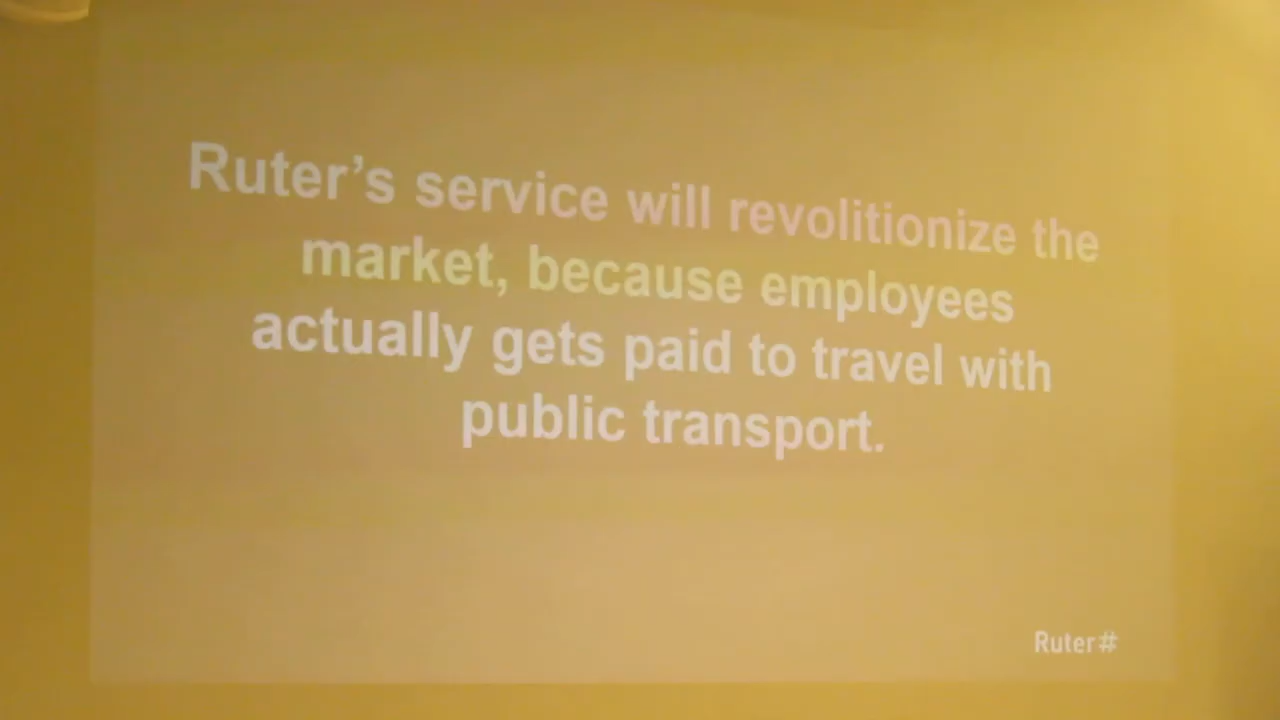 Ruter’s service will revolitionize the
market, because employees
actually gets paid to travel with
public transport.
Ruter#